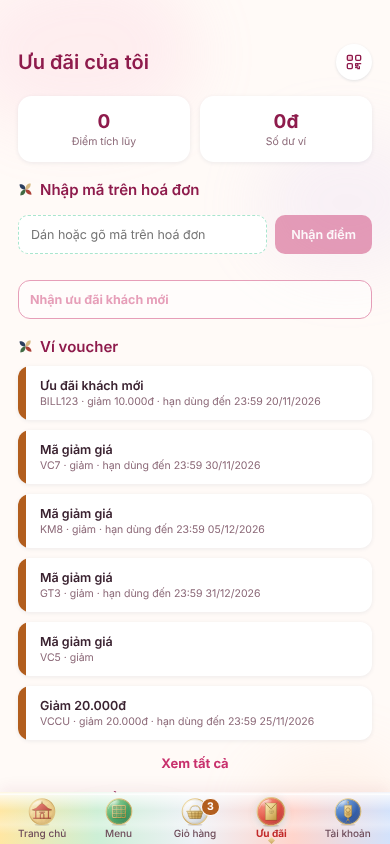 Ưu đãi của tôi
0
Điểm tích lũy
0đ
Số dư ví
Nhập mã trên hoá đơn
Dán hoặc gõ mã trên hoá đơn
Nhận điểm
Nhận ưu đãi khách mới
Ví voucher
Ưu đãi khách mới
BILL123 · giảm 10.000đ · hạn dùng đến 23:59 20/11/2026
Mã giảm giá
VC7 · giảm · hạn dùng đến 23:59 30/11/2026
Mã giảm giá
KM8 · giảm · hạn dùng đến 23:59 05/12/2026
Mã giảm giá
GT3 · giảm · hạn dùng đến 23:59 31/12/2026
Mã giảm giá
VC5 · giảm
Giảm 20.000đ
VCCU · giảm 20.000đ · hạn dùng đến 23:59 25/11/2026
Xem tất cả
3
Trang chủ
Menu
Giỏ hàng
Ưu đãi
Tài khoản